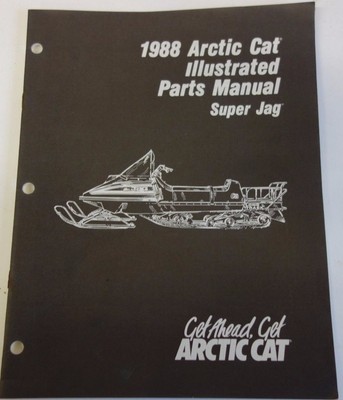 1988 Arctic Cat
Illustrated
Parts Manual
Super Jag
Get Ahead, Get
ARCTIC CAT